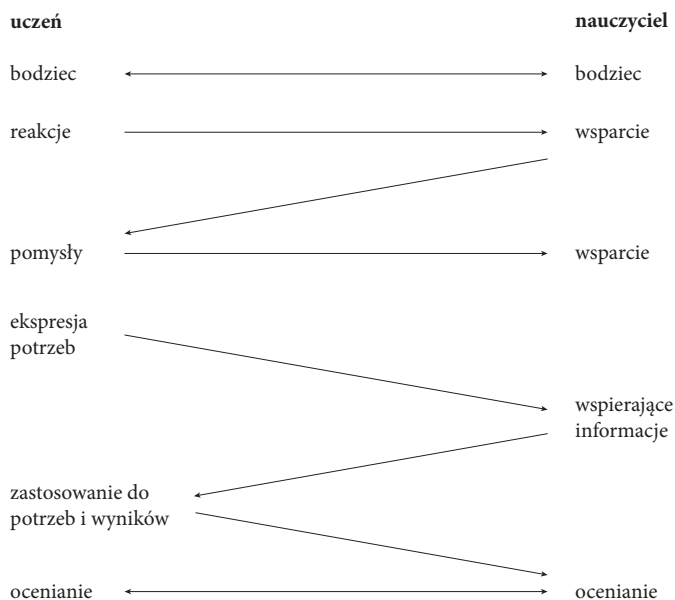 uczeń nauczyciel
bodziec bodziec
reakcje wsparcie
pomysły wsparcie
ekspresja
potrzeb
wspierające
informacje
zastosowanie do
potrzeb i wyników
ocenianie ocenianie